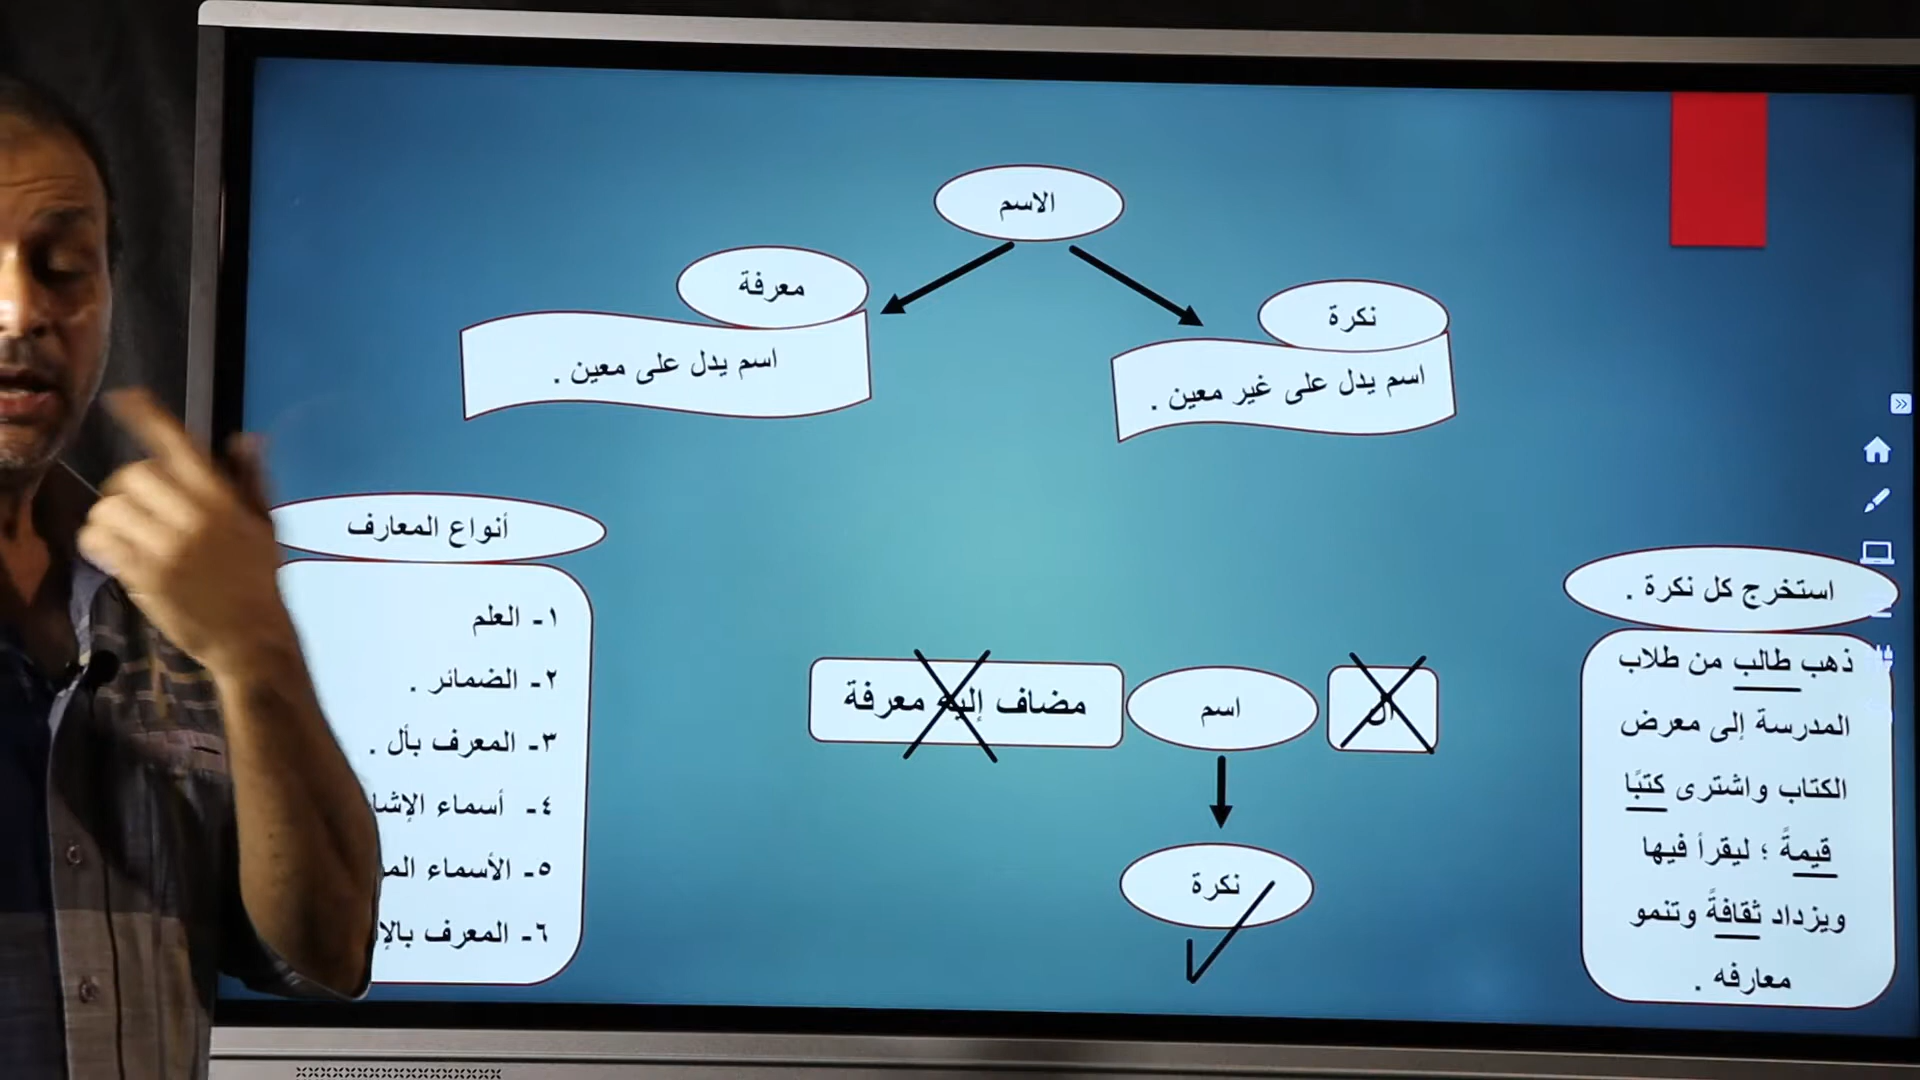 الاسم
معرفة
نكرة
اسم يدل على معين .
اسم يدل على غير معين .
استخرج كل نكرة .
ذهب طالب من طلاب
المدرسة إلى معرض
الكتاب واشترى كتبًا
قيمةً ؛ ليقرأ فيها
ويزداد ثقافةً وتنمو
معارفه .
ال
اسم
مضاف إليه معرفة
نكرة
أنواع المعارف
١- العلم
٢- الضمائر .
٣- المعرف بأل .
٤- أسماء
٥- الأسماء
٦- المعرف